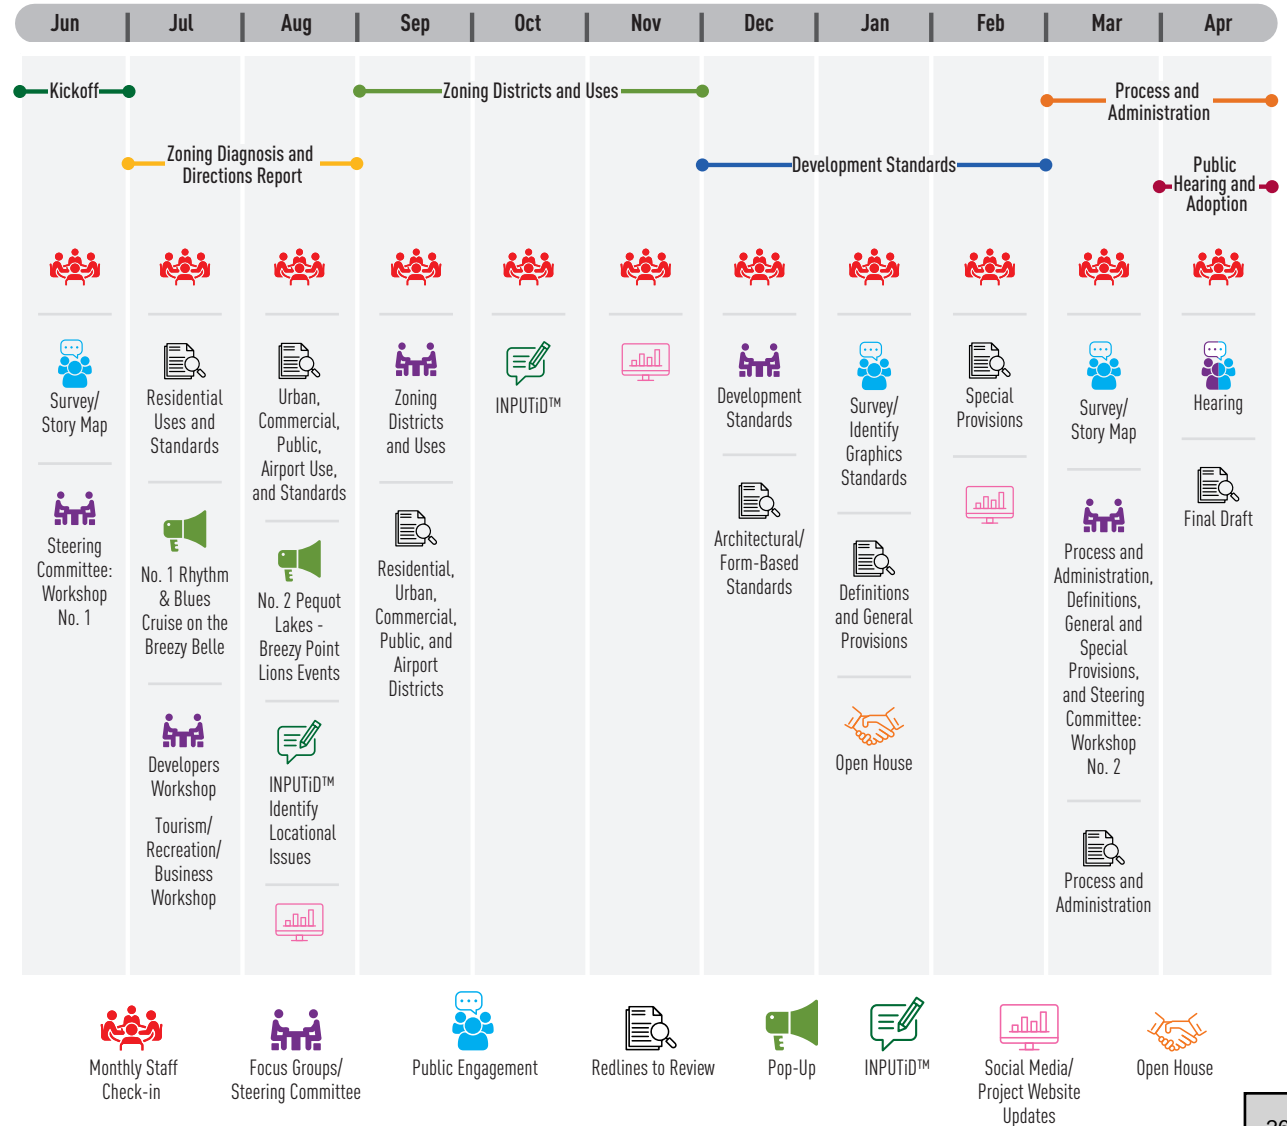 Jun
Jul
Aug
Sep
Oct
Nov
Dec
Jan
Feb
Mar
Apr
Kickoff
Zoning Districts and Uses
Process and
Administration
Zoning Diagnosis and
Directions Report
Development Standards
Public
Hearing and
Adoption
Survey/
Story Map
Steering
Committee:
Workshop
No. 1
Residential
Uses and
Standards
No. 1 Rhythm
& Blues
Cruise on the
Breezy Belle
Developers
Workshop
Tourism/
Recreation/
Business
Workshop
Urban,
Commercial,
Public,
Airport Use,
and Standards
No. 2 Pequot
Lakes -
Breezy Point
Lions Events
INPUTiD™
Identify
Locational
Issues
Zoning
Districts
and Uses
Residential,
Urban,
Commercial,
Public, and
Airport
Districts
INPUTiD™
Development
Standards
Architectural/
Form-Based
Standards
Survey/
Identify
Graphics
Standards
Definitions
and General
Provisions
Open House
Special
Provisions
Survey/
Story Map
Process and
Administration,
Definitions,
General and
Special
Provisions,
and Steering
Committee:
Workshop
No. 2
Process and
Administration
Hearing
Final Draft
Monthly Staff
Check-in
Focus Groups/
Steering Committee
Public Engagement
Redlines to Review
Pop-Up
INPUTiD™
Social Media/
Project Website
Updates
Open House